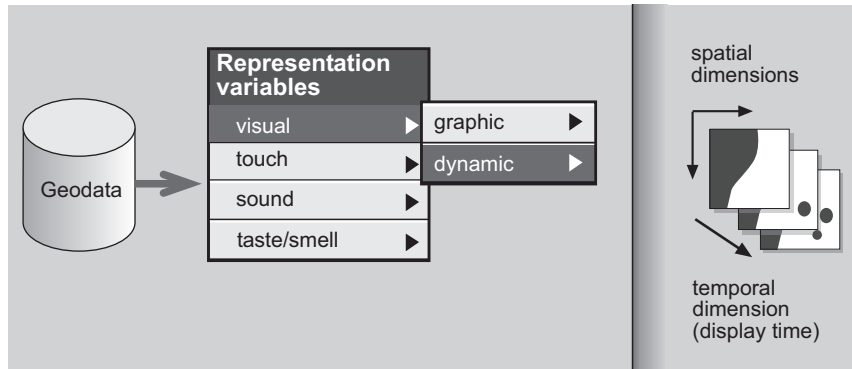 Geodata
Representation
variables
visual
touch
sound
taste/smell
graphic
dynamic
spatial
dimensions
temporal
dimension
(display time)